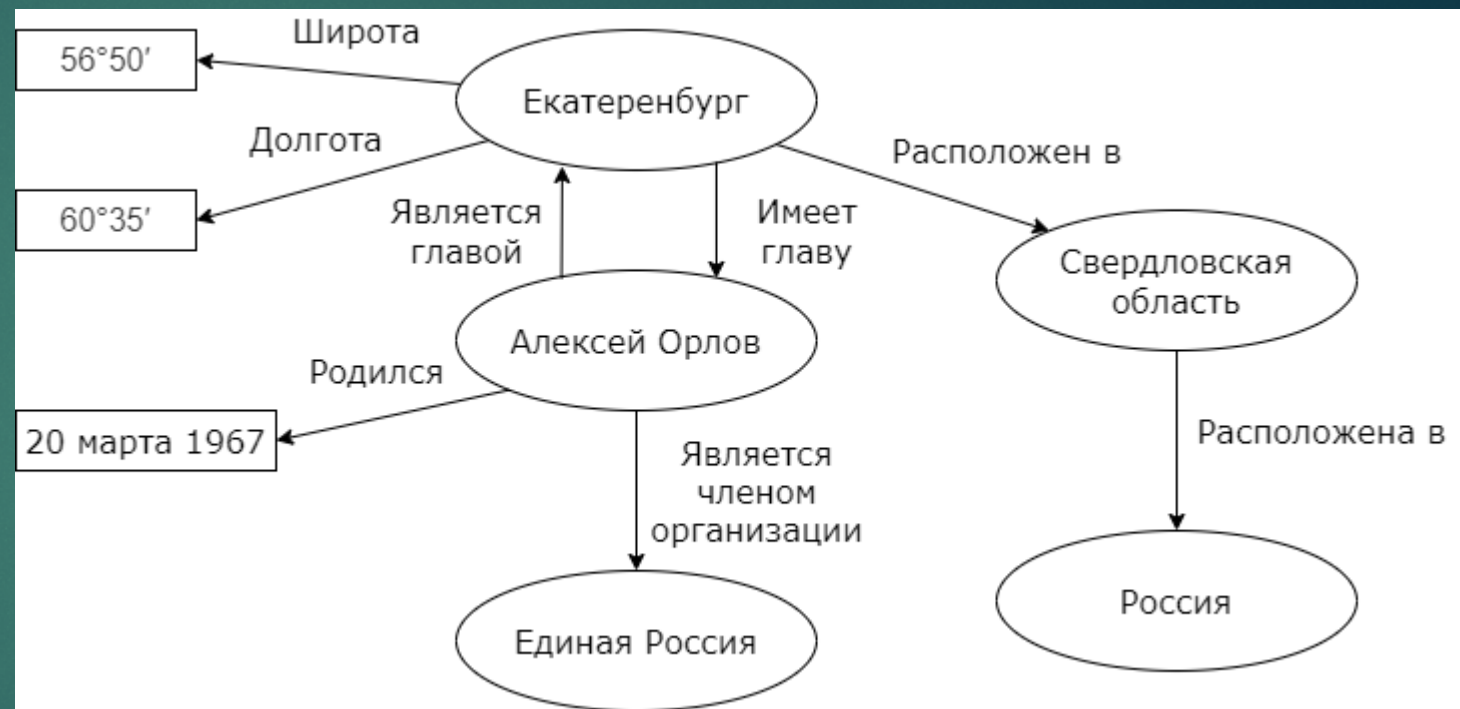 Широта
56°50′
Екатеренбург
Долгота
Расположен в
60°35′
Является
главой
Имеет
главу
Свердловская
область
Алексей Орлов
Родился
20 марта 1967
Является
членом
организации
Расположена в
Единая Россия
Россия